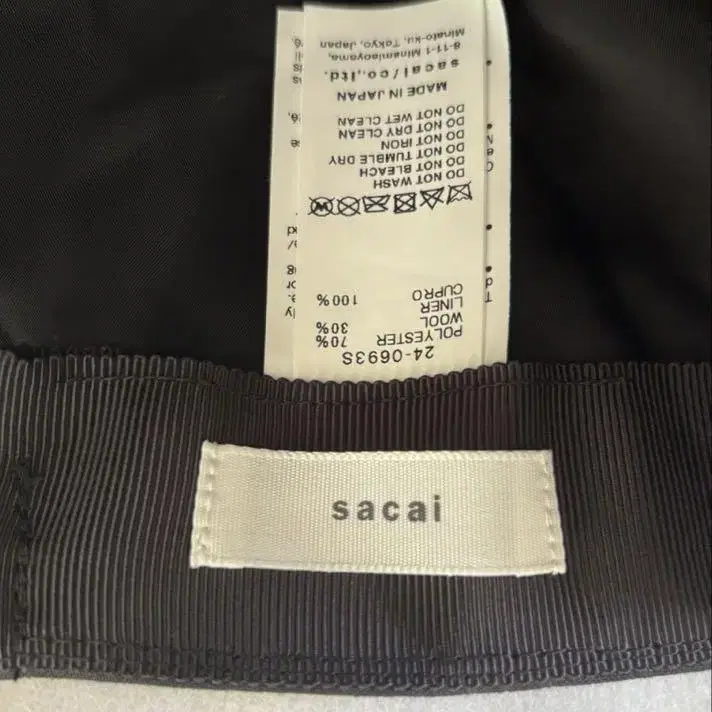 24-0693S
POLYESTER 70%
WOOL 30%
LINER
CUPRO 100%
DO NOT WASH
DO NOT BLEACH
DO NOT TUMBLE DRY
DO NOT IRON
DO NOT DRY CLEAN
DO NOT WET CLEAN
MADE IN JAPAN
sacai/co.,ltd.
8-11-1 Minamiaoyama,
Minato-ku, Tokyo, Japan
sacai